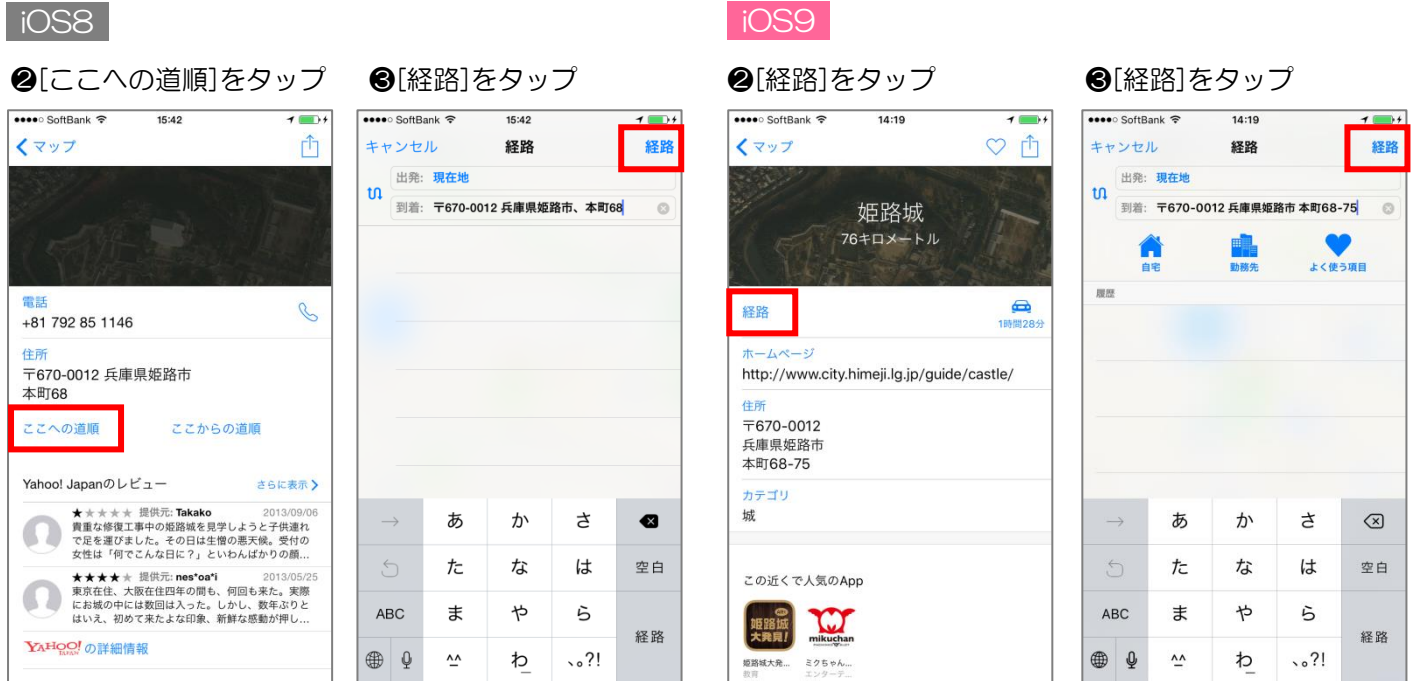 iOS8
❷[ここへの道順]をタップ
❸[経路]をタップ
●●●●○ SoftBank 15:42
マップ
電話
+81 792 85 1146
住所
〒670-0012 兵庫県姫路市
本町68
ここへの道順 ここからの道順
Yahoo! Japanのレビュー さらに表示
★★★★★ 提供元: Takako 2013/09/06
貴重な修復工事中の姫路城を見学しようと子供連れ
で足を運びました。その日は生憎の悪天候。受付の
女性は「何でこんな日に？」といわんばかりの顔…
★★★★★ 提供元: nes*oa*i 2013/05/25
東京在住、大阪在住四年の間も、何回も来た。実際
にお城の中には数回は入った。しかし、数年ぶりと
はいえ、初めて来たよな印象、新鮮な感動が押し…
YAHOO! JAPAN の詳細情報
●●●●○ SoftBank 15:42
キャンセル 経路 経路
出発: 現在地
到着: 〒670-0012 兵庫県姫路市、本町68
→ あ か さ
た な は 空白
ABC ま や ら
経路
^^ わ_ 、。?!
iOS9
❷[経路]をタップ
❸[経路]をタップ
●●●●○ SoftBank 14:19
マップ
姫路城
76キロメートル
経路
1時間28分
ホームページ
http://www.city.himeji.lg.jp/guide/castle/
住所
〒670-0012
兵庫県姫路市
本町68-75
カテゴリ
城
この近くで人気のApp
姫路城
大発見!
mikuchan
姫路城大発... ミクちゃん...
教育 エンターテ...
●●●●○ SoftBank 14:19
キャンセル 経路 経路
出発: 現在地
到着: 〒670-0012 兵庫県姫路市 本町68-75
自宅 勤務先 よく使う項目
履歴
→ あ か さ
た な は 空白
ABC ま や ら
経路
^^ わ_ 、。?!